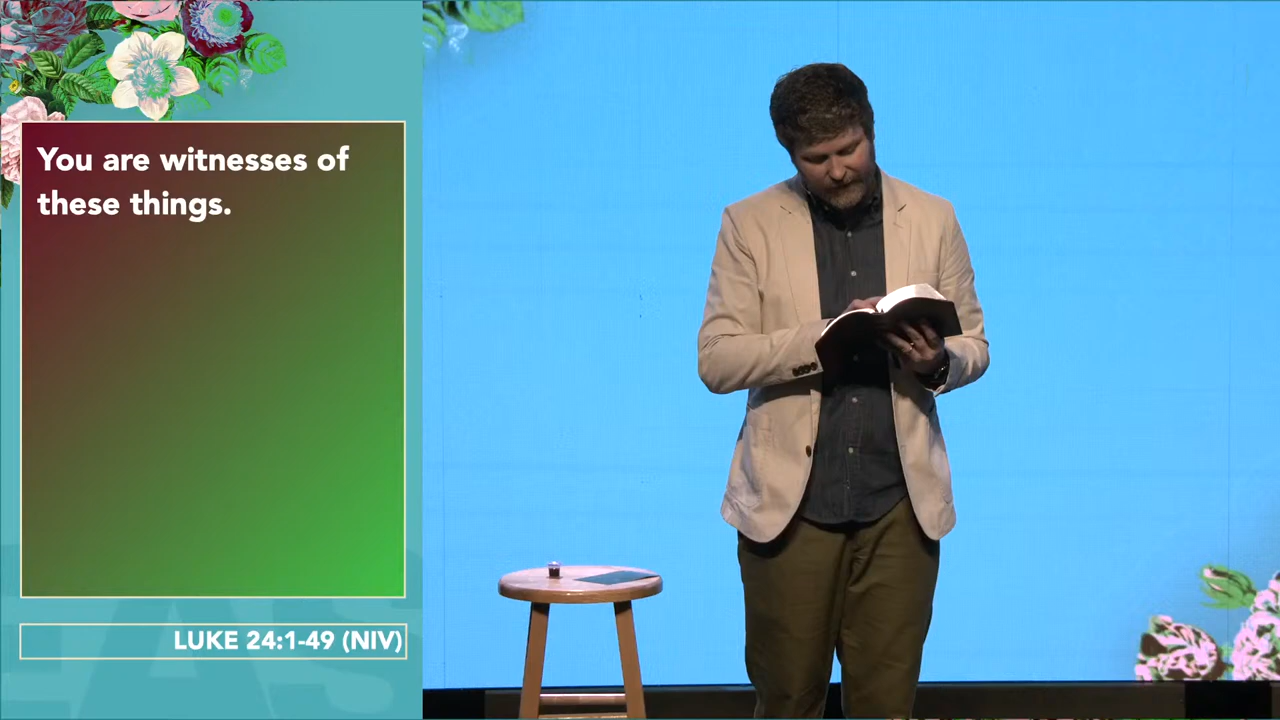 You are witnesses of
these things.
LUKE 24:1-49 (NIV)